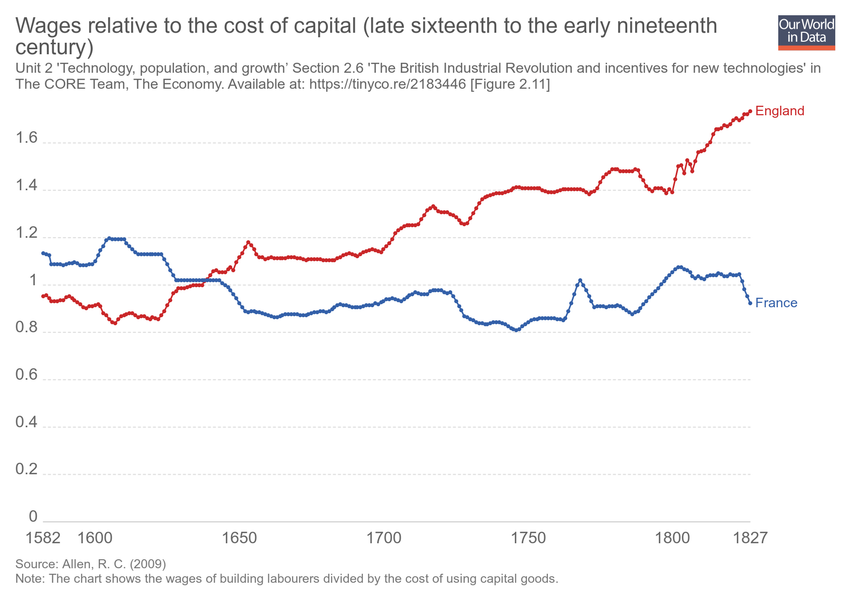 Wages relative to the cost of capital (late sixteenth to the early nineteenth
century)
Our World
in Data
Unit 2 'Technology, population, and growth’ Section 2.6 'The British Industrial Revolution and incentives for new technologies' in
The CORE Team, The Economy. Available at: https://tinyco.re/2183446 [Figure 2.11]
England
1.6
1.4
1.2
1
France
0.8
0.6
0.4
0.2
0
1582 1600 1650 1700 1750 1800 1827
Source: Allen, R. C. (2009)
Note: The chart shows the wages of building labourers divided by the cost of using capital goods.